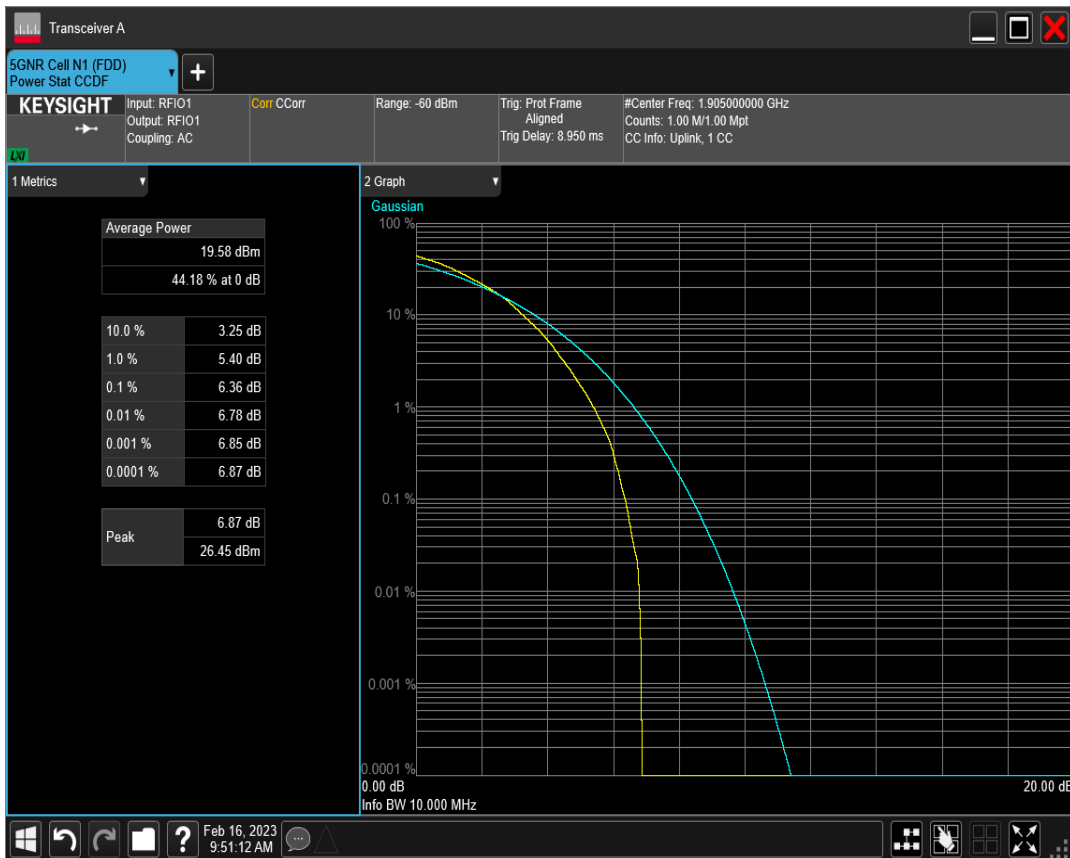 Transceiver A
5GNR Cell N1 (FDD)
Power Stat CCDF
KEYSIGHT
LXI
Input: RFIO1
Output: RFIO1
Coupling: AC
Corr CCorr
Range: -60 dBm
Trig: Prot Frame
Aligned
Trig Delay: 8.950 ms
#Center Freq: 1.905000000 GHz
Counts: 1.00 M/1.00 Mpt
CC Info: Uplink, 1 CC
1 Metrics
Average Power
19.58 dBm
44.18 % at 0 dB
10.0 % 3.25 dB
1.0 % 5.40 dB
0.1 % 6.36 dB
0.01 % 6.78 dB
0.001 % 6.85 dB
0.0001 % 6.87 dB
Peak
6.87 dB
26.45 dBm
2 Graph
Gaussian
100 %
10 %
1 %
0.1 %
0.01 %
0.001 %
0.0001 %
0.00 dB 20.00 dB
Info BW 10.000 MHz
Feb 16, 2023
9:51:12 AM